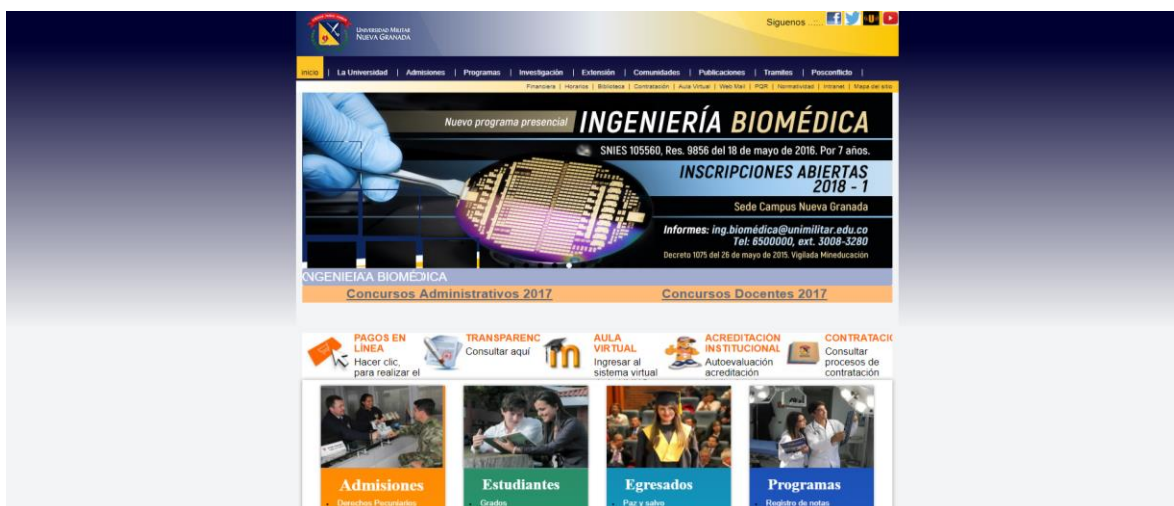 UNIVERSIDAD MILITAR
NUEVA GRANADA
Siguenos
Inicio | La Universidad | Admisiones | Programas | Investigación | Extensión | Comunidades | Publicaciones | Tramites | Posconflicto |
Financiera | Horarios | Biblioteca | Contratación | Aula Virtual | Web Mail | PQR | Normatividad | Intranet | Mapa del sitio
Nuevo programa presencial INGENIERÍA BIOMÉDICA
SNIES 105560, Res. 9856 del 18 de mayo de 2016. Por 7 años.
INSCRIPCIONES ABIERTAS
2018 - 1
Sede Campus Nueva Granada
Informes: ing.biomédica@unimilitar.edu.co
Tel: 6500000, ext. 3008-3280
Decreto 1075 del 26 de mayo de 2015. Vigilada Mineducación
BIOMÉDICA
Concursos Administrativos 2017
Concursos Docentes 2017
PAGOS EN
LÍNEA
Hacer clic,
para realizar el
TRANSPARENC
Consultar aquí
AULA
VIRTUAL
Ingresar al
sistema virtual
ACREDITACIÓN
INSTITUCIONAL
Autoevaluación
acreditación
CONTRATACIÓ
Consultar
procesos de
contratación
Admisiones
Derechos Pecuniarios
Estudiantes
Grados
Egresados
Paz y salvo
Programas
Registro de notas